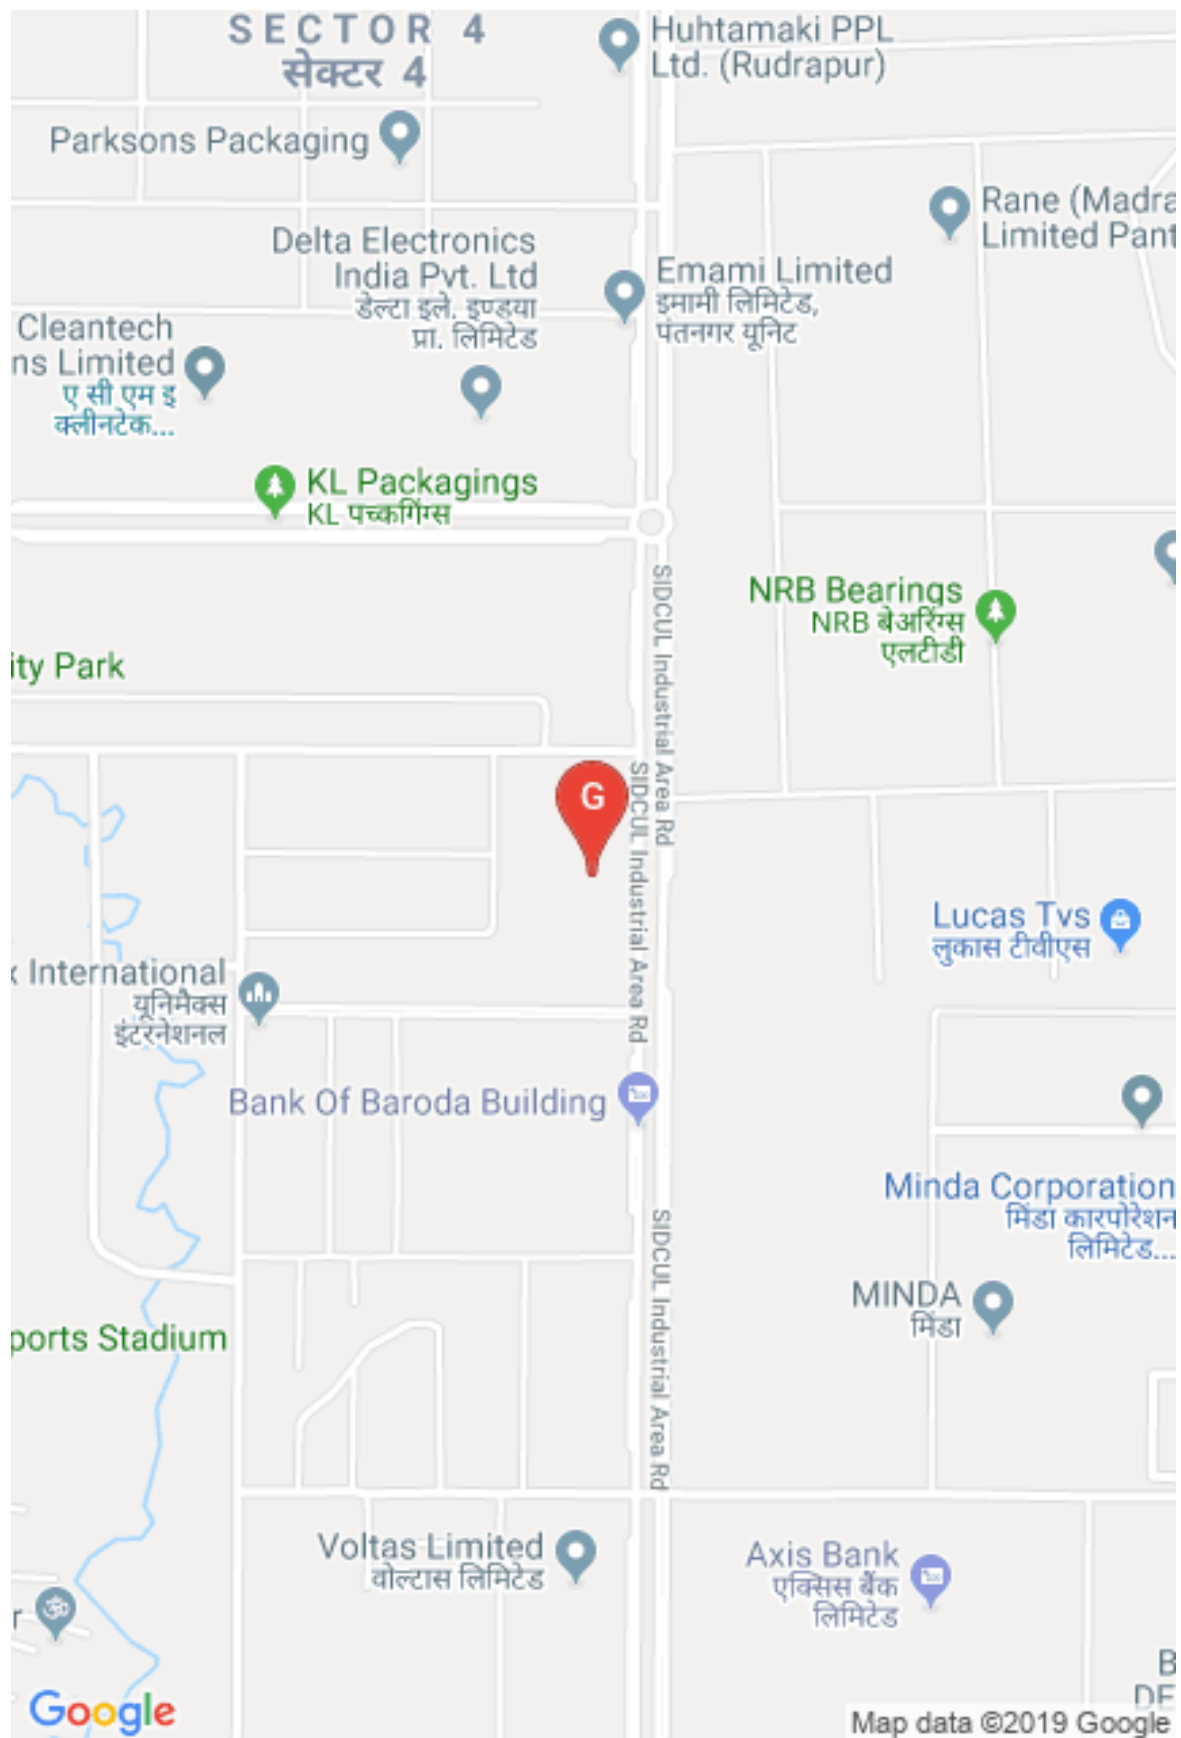 SECTOR 4
सेक्टर 4
Huhtamaki PPL
Ltd. (Rudrapur)
Parksons Packaging
Rane (Madra
Limited Pant
Delta Electronics
India Pvt. Ltd
डेल्टा इले. इण्डया
प्रा. लिमिटेड
Emami Limited
इमामी लिमिटेड,
पंतनगर यूनिट
Cleantech
ns Limited
ए सी एम इ
क्लीनटेक...
KL Packagings
KL पच्कगिंग्स
SIDCUL Industrial Area Rd
NRB Bearings
NRB बेअरिंग्स
एलटीडी
ity Park
SIDCUL Industrial Area Rd
G
Lucas Tvs
लुकास टीवीएस
x International
यूनिमैक्स
इंटरनेशनल
Bank Of Baroda Building
Minda Corporation
मिंडा कारपोरेशन
लिमिटेड...
SIDCUL Industrial Area Rd
MINDA
मिंडा
ports Stadium
Voltas Limited
वोल्टास लिमिटेड
Axis Bank
एक्सिस बैंक
लिमिटेड
r
B
DE
Google
Map data ©2019 Google